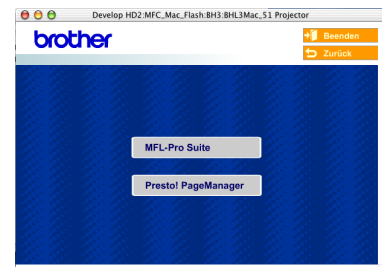 Develop HD2:MFC_Mac_Flash:BH3:BHL3Mac_51 Projector
brother
Beenden
Zurück
MFL-Pro Suite
Presto! PageManager